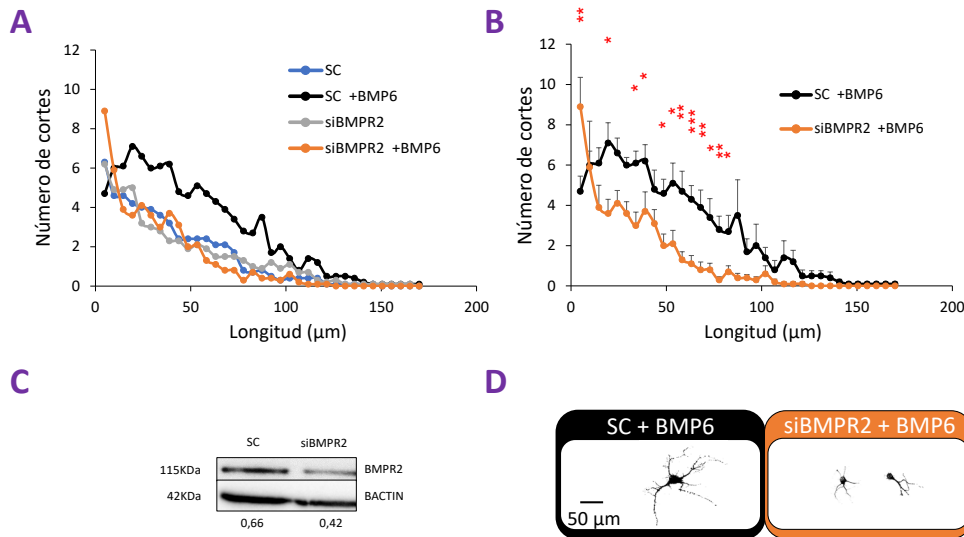 A
Número de cortes
12
10
8
6
4
2
0
0
50
100
150
200
Longitud (µm)
SC
SC +BMP6
siBMPR2
siBMPR2 +BMP6
B
Número de cortes
12
10
8
6
4
2
0
0
50
100
150
200
Longitud (µm)
**
*
*
*
*
*
**
***
**
*
**
*
SC +BMP6
siBMPR2 +BMP6
C
SC siBMPR2
115KDa BMPR2
42KDa BACTIN
0,66 0,42
D
SC + BMP6
siBMPR2 + BMP6
50 µm